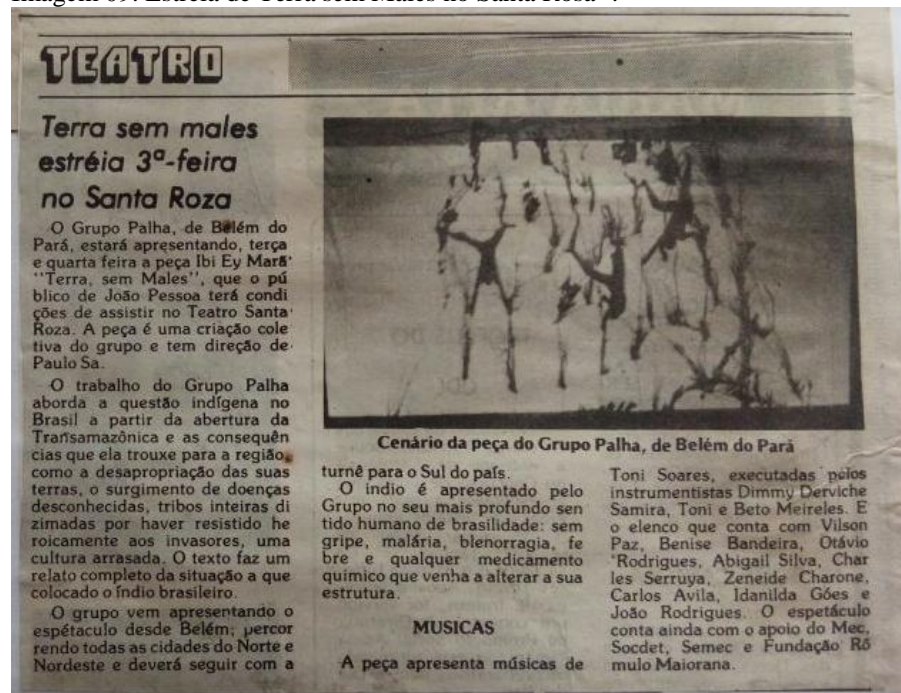 TEATRO
Terra sem males
estréia 3ª-feira
no Santa Roza
O Grupo Palha, de Belém do
Pará, estará apresentando, terça
e quarta feira a peça Ibi Ey Marã
"Terra, sem Males", que o pú
blico de João Pessoa terá condi
ções de assistir no Teatro Santa
Roza. A peça é uma criação cole
tiva do grupo e tem direção de
Paulo Sa.
O trabalho do Grupo Palha
aborda a questão indígena no
Brasil a partir da abertura da
Transamazônica e as consequên
cias que ela trouxe para a região,
como a desapropriação das suas
terras, o surgimento de doenças
desconhecidas, tribos inteiras di
zimadas por haver resistido he
roicamente aos invasores, uma
cultura arrasada. O texto faz um
relato completo da situação a que
colocado o índio brasileiro.
O grupo vem apresentando o
espétaculo desde Belém; percor
rendo todas as cidades do Norte e
Nordeste e deverá seguir com a
Cenário da peça do Grupo Palha, de Belém do Pará
turnê para o Sul do país.
O indio é apresentado pelo
Grupo no seu mais profundo sen
tido humano de brasilidade: sem
gripe, malária, blenorragia, fe
bre e qualquer medicamento
químico que venha a alterar a sua
estrutura.
MUSICAS
A peça apresenta músicas de
Toni Soares, executadas pelos
instrumentistas Dimmy Derviche
Samira, Toni e Beto Meireles. E
o elenco que conta com Vilson
Paz, Benise Bandeira, Otávio
Rodrigues, Abigail Silva, Char
les Serruya, Zeneide Charone,
Carlos Avila, Idanilda Góes e
João Rodrigues. O espetáculo
conta ainda com o apoio do Mec,
Socdet, Semec e Fundação Rô
mulo Maiorana.